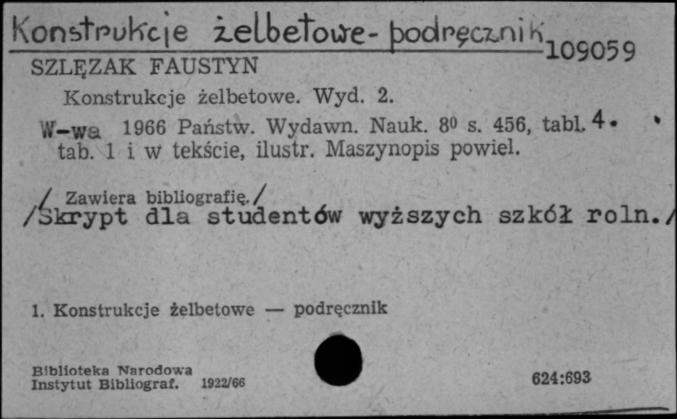 Konstrukcje żelbetowe - podręcznik
109059
SZLĘZAK FAUSTYN
Konstrukcje żelbetowe. Wyd. 2.
W-wa 1966 Państw. Wydawn. Nauk. 8⁰ s. 456, tabl. 4.
tab. 1 i w tekście, ilustr. Maszynopis powiel.
/ Zawiera bibliografię./
/Skrypt dla studentów wyższych szkół roln./
1. Konstrukcje żelbetowe — podręcznik
Biblioteka Narodowa
Instytut Bibliograf. 1922/66
624:693